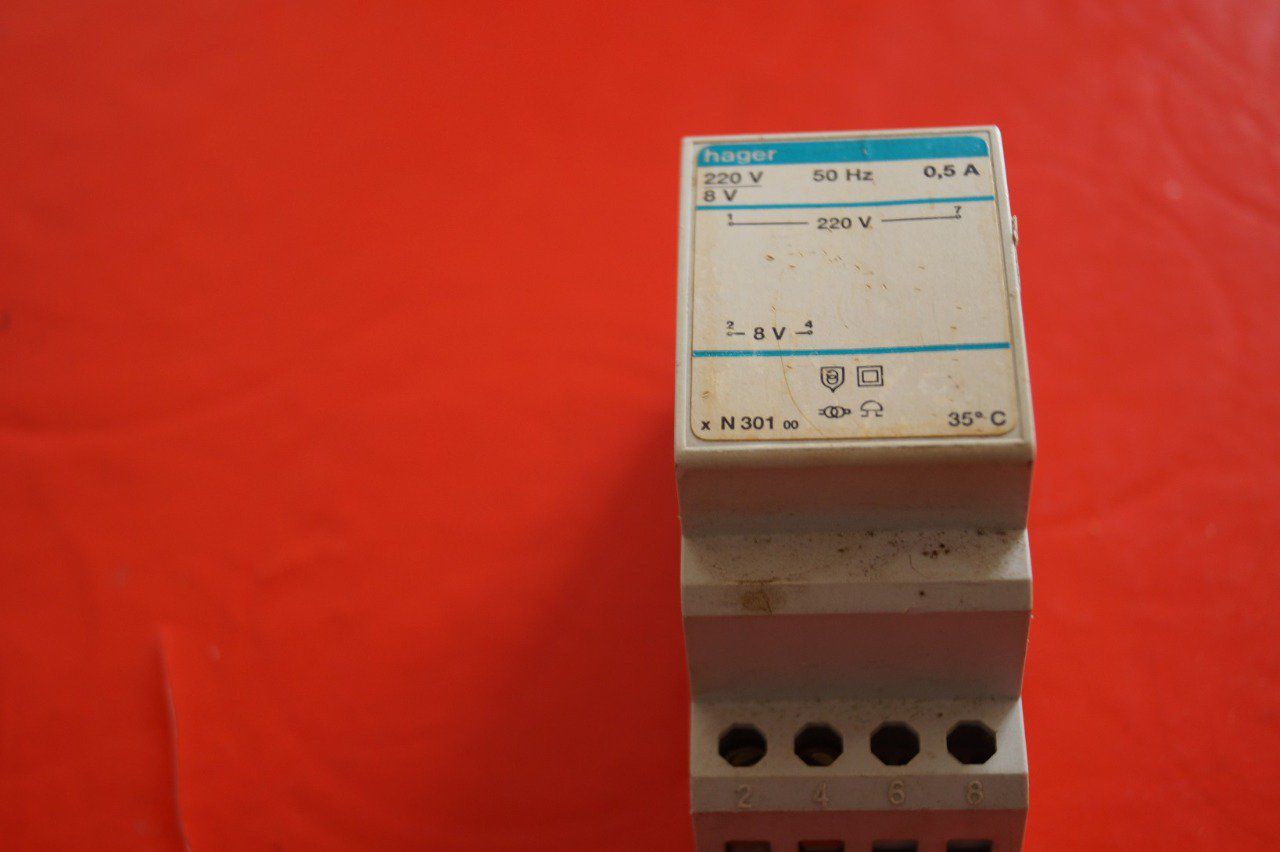 hager
220 V 50 Hz 0,5 A
8 V
1 7
220 V
2 4
8 V
x N 301 00 35° C
2 4 6 8